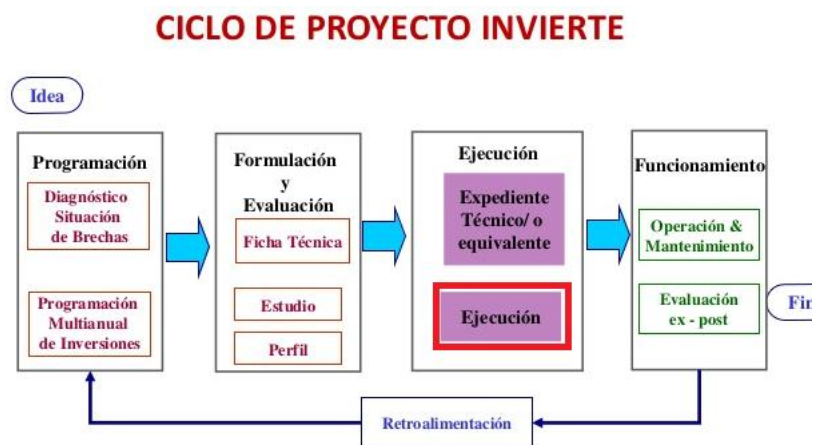 CICLO DE PROYECTO INVIERTE
Idea
Programación
Diagnóstico
Situación
de Brechas
Programación
Multianual
de Inversiones
Formulación
y
Evaluación
Ficha Técnica
Estudio
Perfil
Ejecución
Expediente
Técnico/ o
equivalente
Ejecución
Funcionamiento
Operación &
Mantenimiento
Evaluación
ex - post
Fin
Retroalimentación